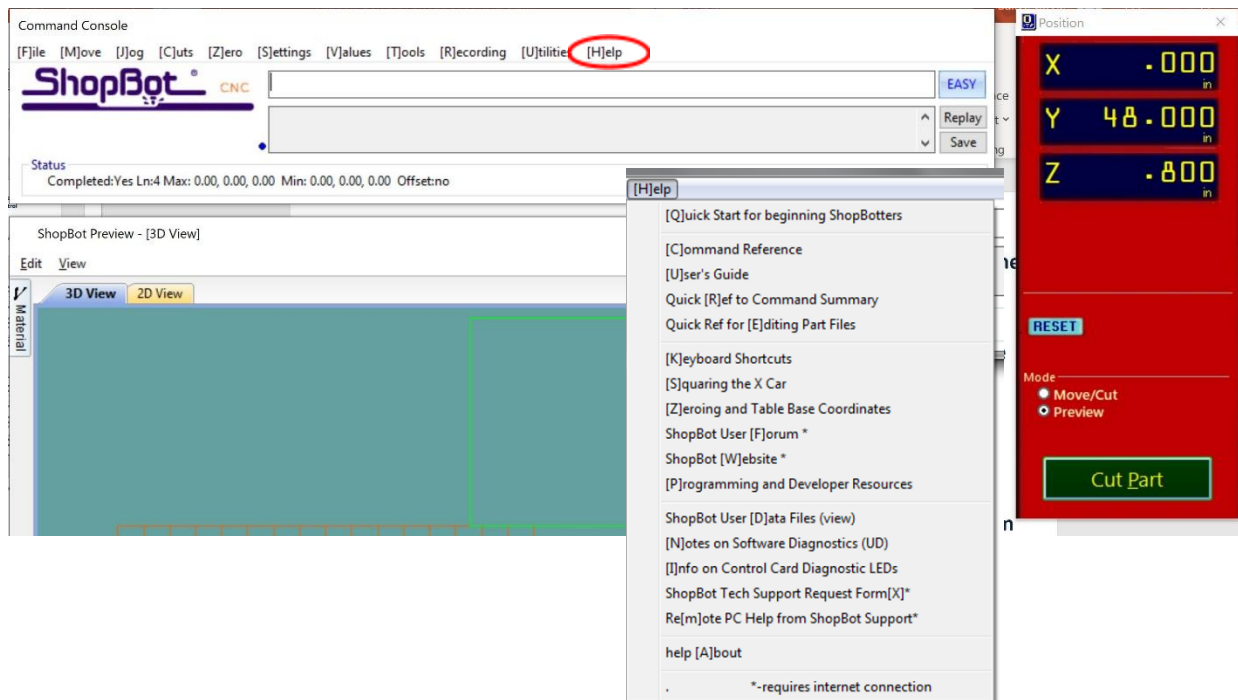 Command Console
[F]ile [M]ove [J]og [C]uts [Z]ero [S]ettings [V]alues [T]ools [R]ecording [U]tilities [H]elp
ShopBot CNC
EASY
Replay
Save
Status
Completed:Yes Ln:4 Max: 0.00, 0.00, 0.00 Min: 0.00, 0.00, 0.00 Offset:no
ShopBot Preview - [3D View]
Edit View
Material
3D View 2D View
[H]elp
[Q]uick Start for beginning ShopBotters
[C]ommand Reference
[U]ser's Guide
Quick [R]ef to Command Summary
Quick Ref for [E]diting Part Files
[K]eyboard Shortcuts
[S]quaring the X Car
[Z]eroing and Table Base Coordinates
ShopBot User [F]orum *
ShopBot [W]ebsite *
[P]rogramming and Developer Resources
ShopBot User [D]ata Files (view)
[N]otes on Software Diagnostics (UD)
[I]nfo on Control Card Diagnostic LEDs
ShopBot Tech Support Request Form[X]*
Re[m]ote PC Help from ShopBot Support*
help [A]bout
. *-requires internet connection
Position
X .000
in
Y 48.000
in
Z .800
in
RESET
Mode
Move/Cut
Preview
Cut Part